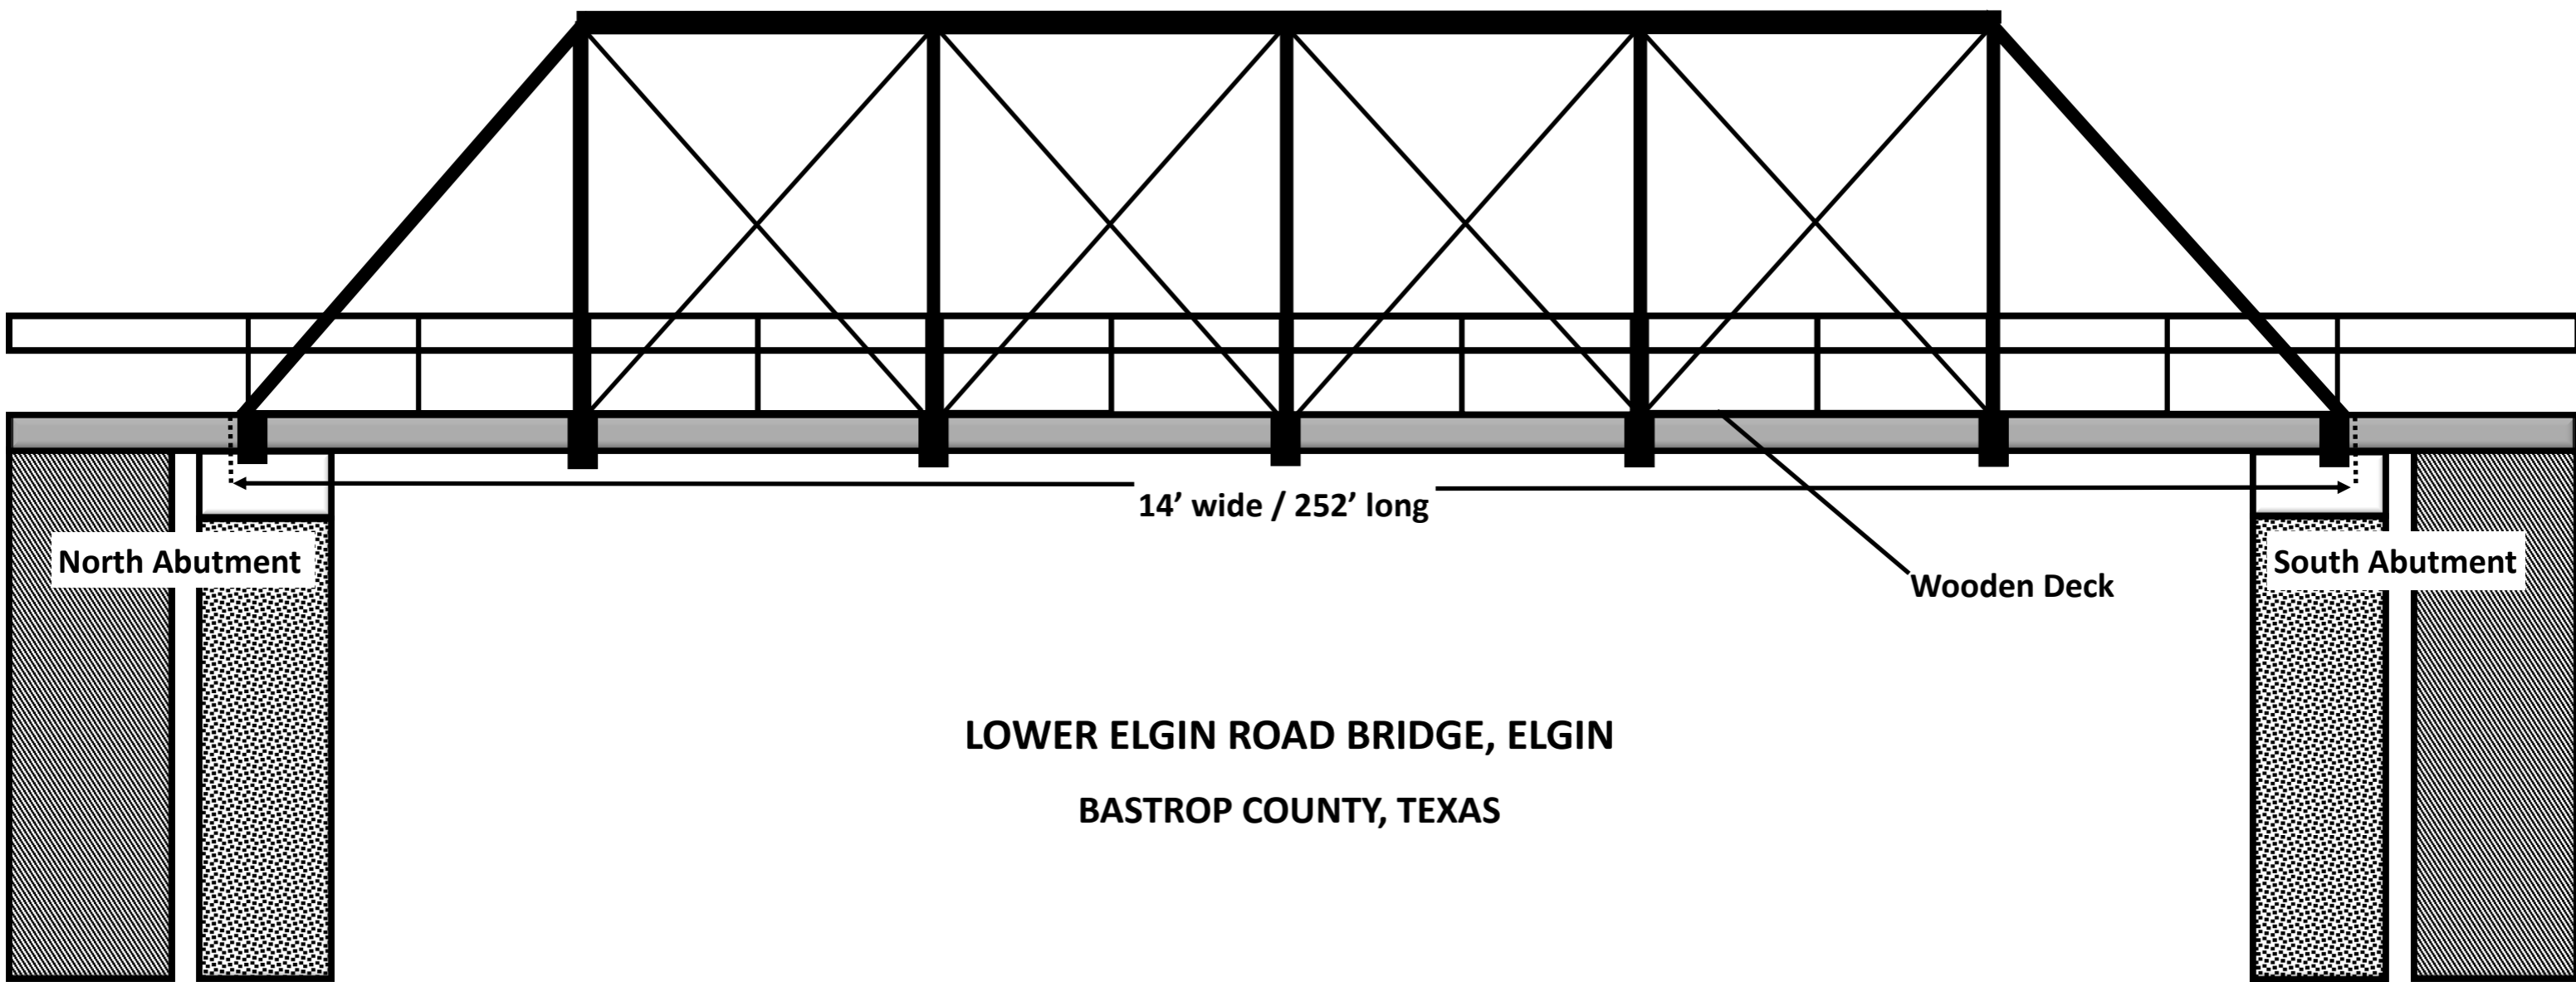 14’ wide / 252’ long
North Abutment
South Abutment
Wooden Deck
LOWER ELGIN ROAD BRIDGE, ELGIN
BASTROP COUNTY, TEXAS